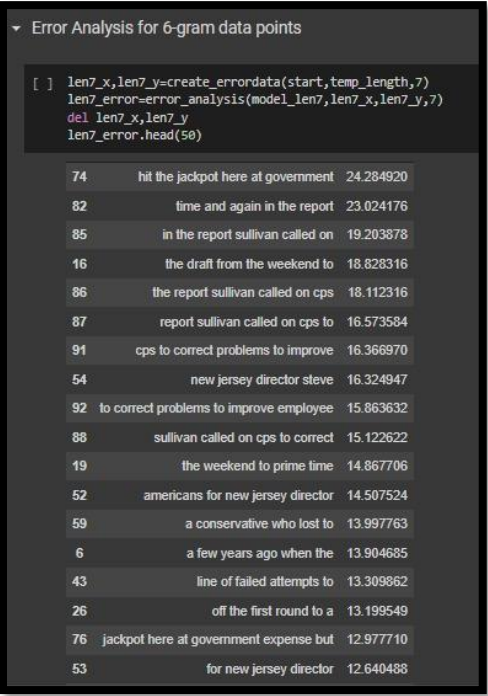 Error Analysis for 6-gram data points
[ ] len7_x,len7_y=create_errordata(start,temp_length,7)
len7_error=error_analysis(model_len7,len7_x,len7_y,7)
del len7_x,len7_y
len7_error.head(50)
74 hit the jackpot here at government 24.284920
82 time and again in the report 23.024176
85 in the report sullivan called on 19.203878
16 the draft from the weekend to 18.828316
86 the report sullivan called on cps 18.112316
87 report sullivan called on cps to 16.573584
91 cps to correct problems to improve 16.366970
54 new jersey director steve 16.324947
92 to correct problems to improve employee 15.863632
88 sullivan called on cps to correct 15.122622
19 the weekend to prime time 14.867706
52 americans for new jersey director 14.507524
59 a conservative who lost to 13.997763
6 a few years ago when the 13.904685
43 line of failed attempts to 13.309862
26 off the first round to a 13.199549
76 jackpot here at government expense but 12.977710
53 for new jersey director 12.640488